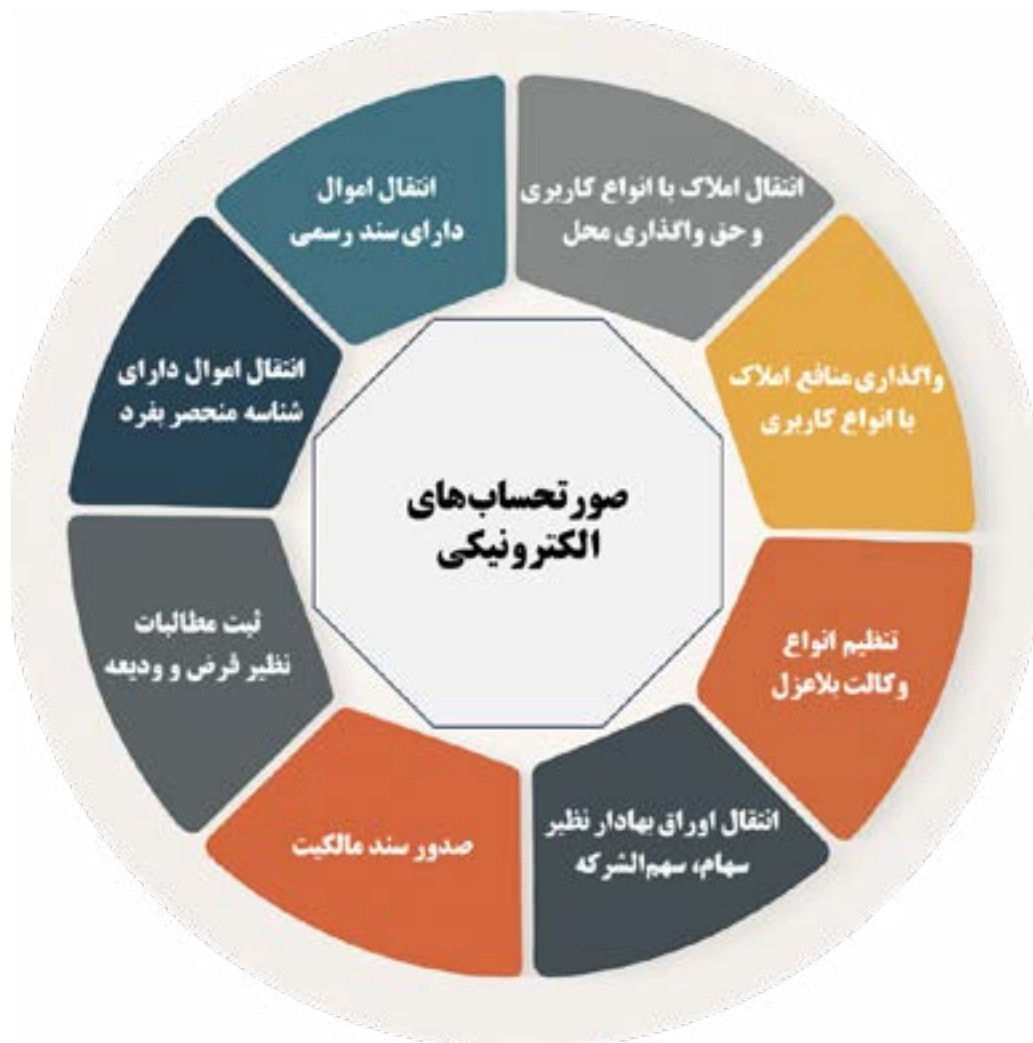 صورتحساب‌های
الکترونیکی
انتقال املاک با انواع کاربری
و حق واگذاری محل
واگذاری منافع املاک
با انواع کاربری
تنظیم انواع
وکالت بلاعزل
انتقال اوراق بهادار نظیر
سهام، سهم‌الشرکه
صدور سند مالکیت
ثبت مطالبات
نظیر قرض و ودیعه
انتقال اموال دارای
شناسه منحصر بفرد
انتقال اموال
دارای سند رسمی